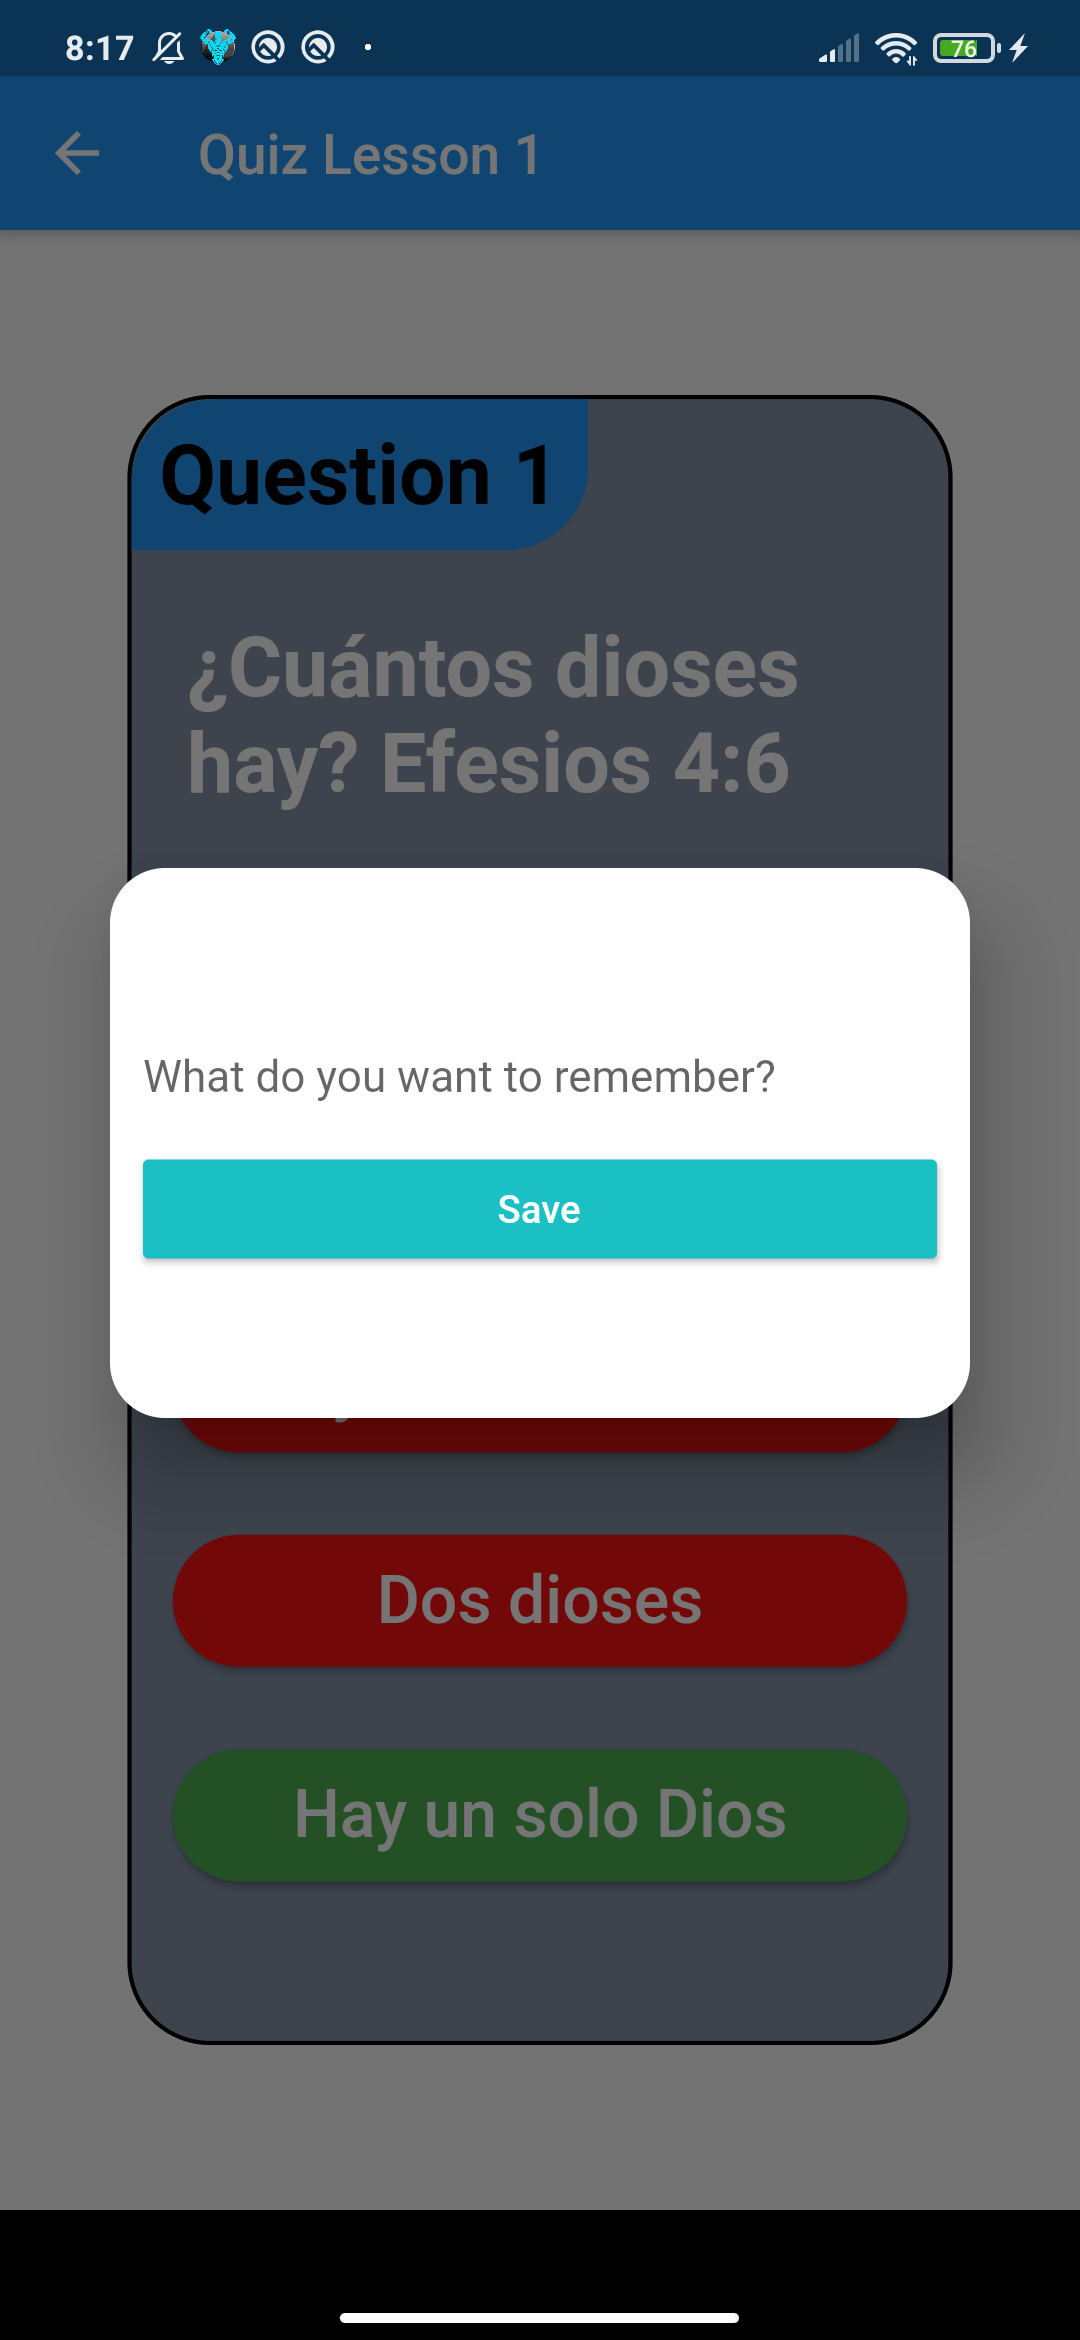 8:17
76
Quiz Lesson 1
Question 1
¿Cuántos dioses
hay? Efesios 4:6
What do you want to remember?
Save
Dos dioses
Hay un solo Dios